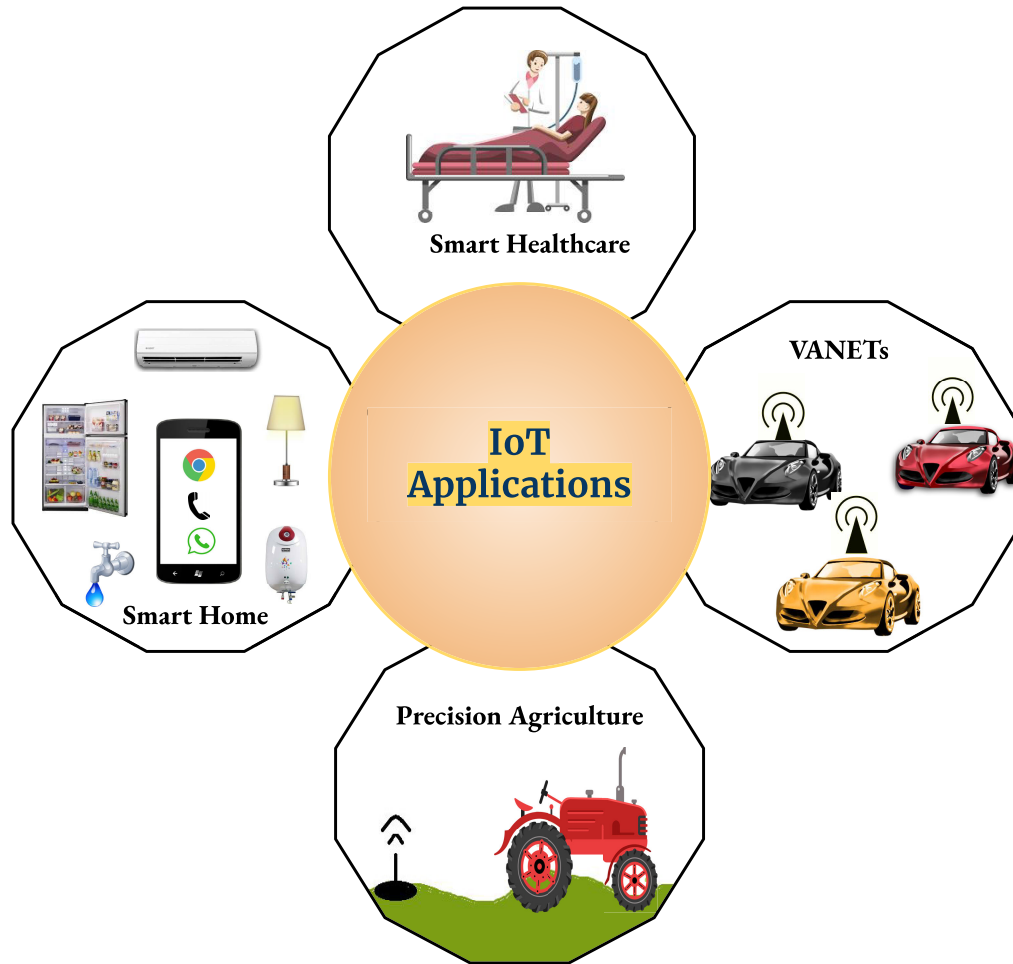 Smart Healthcare
VANETs
IoT
Applications
Smart Home
Precision Agriculture